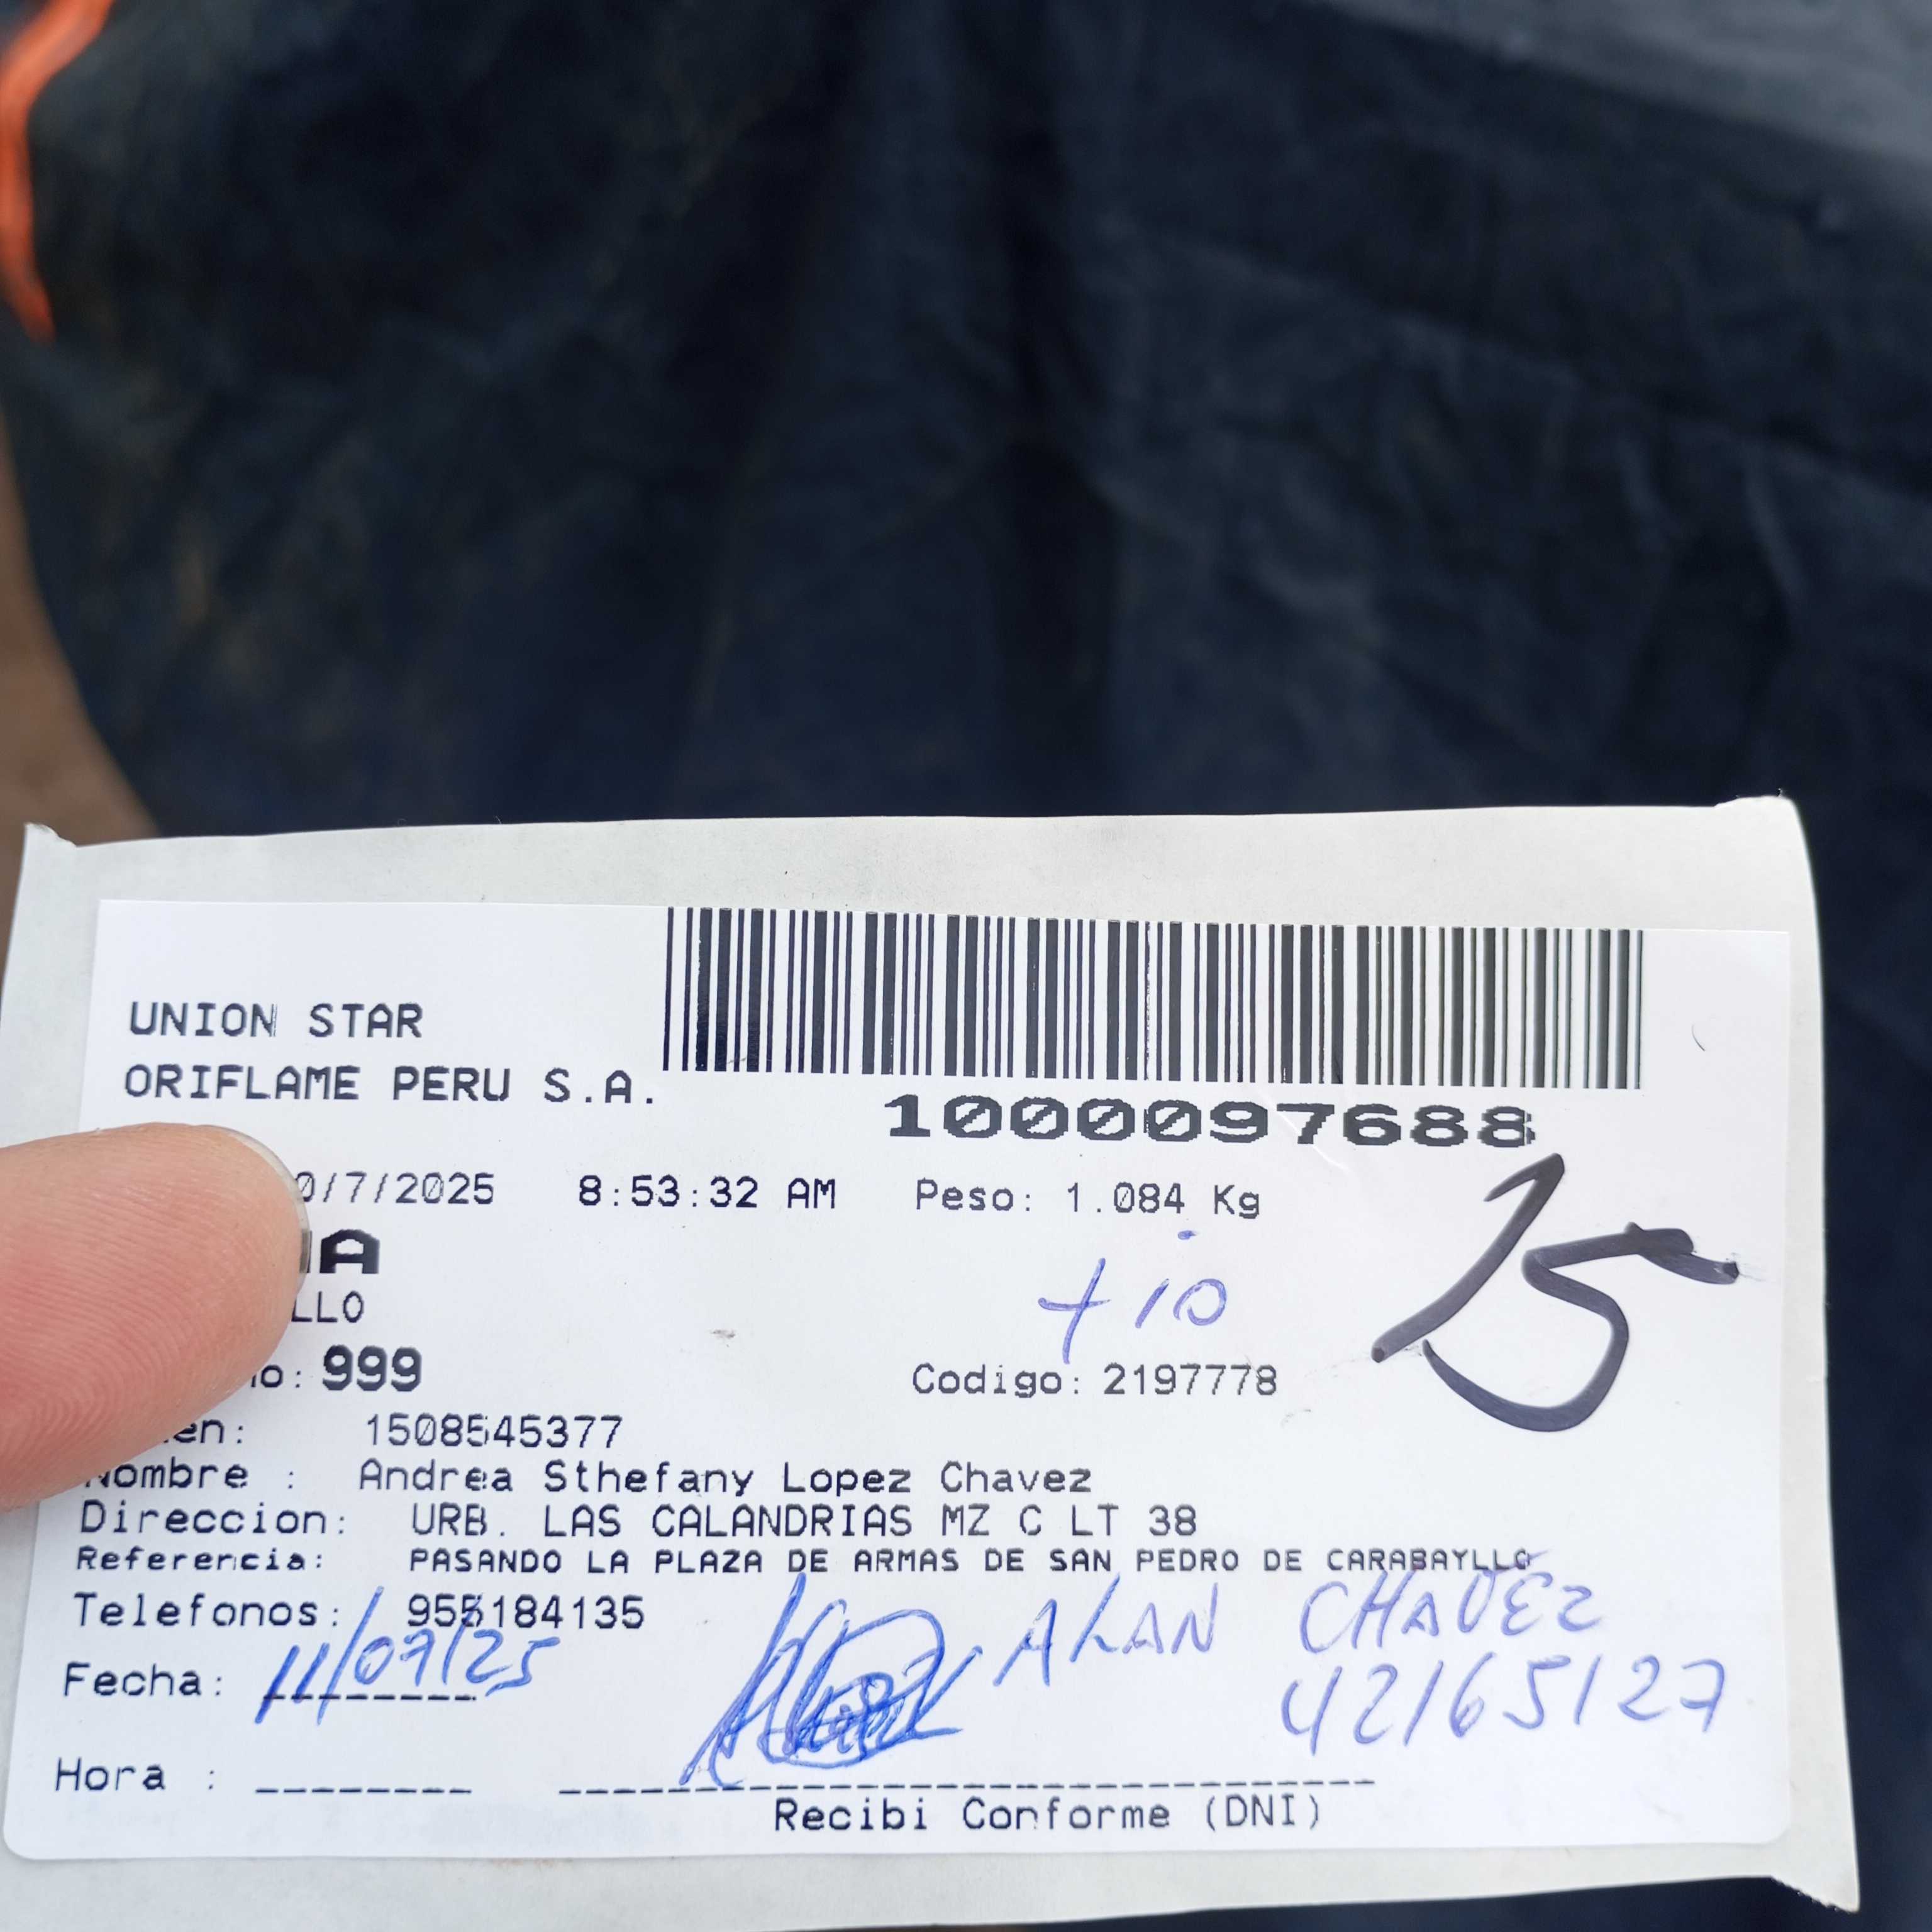 UNION STAR
ORIFLAME PERU S.A.
1000097688
0/7/2025 8:53:32 AM Peso: 1.084 Kg
15
A
tio
LLO
o: 999 Codigo: 2197778
en: 1508545377
Nombre : Andrea Sthefany Lopez Chavez
Direccion: URB. LAS CALANDRIAS MZ C LT 38
Referencia: PASANDO LA PLAZA DE ARMAS DE SAN PEDRO DE CARABAYLLO
Telefonos: 955184135
ALAN CHAVEZ
Fecha: 11/07/25
42165127
Hora : -------- ------------------------------
Recibi Conforme (DNI)